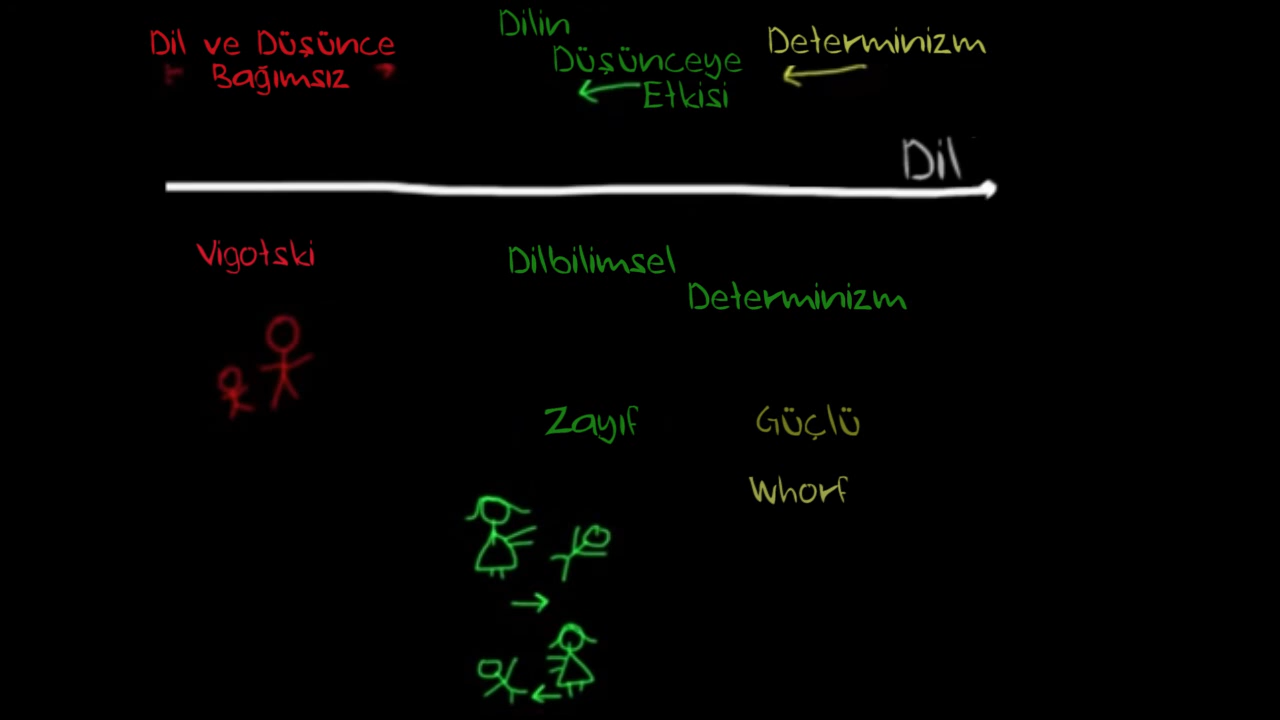 Dil ve Düşünce
Bağımsız
Dilin
Düşünceye
Etkisi
Determinizm
Dil
Vigotski
Dilbilimsel
Determinizm
Zayıf
Güçlü
Whorf